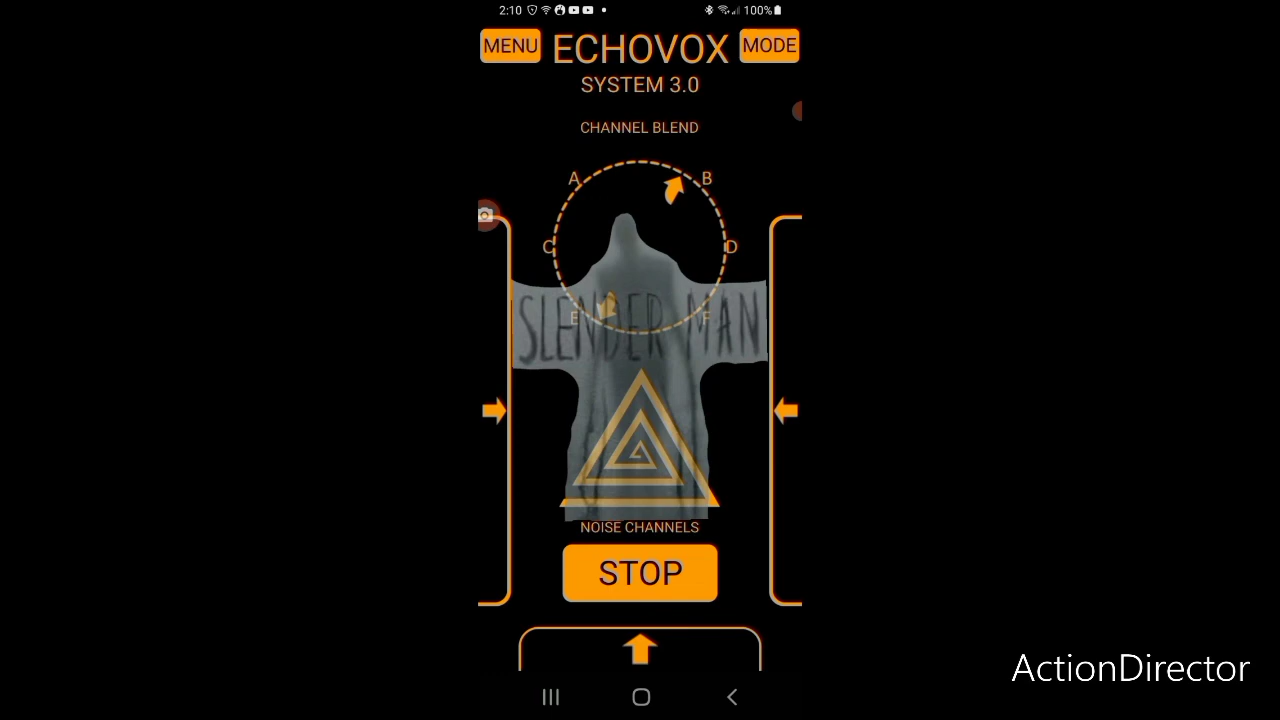 2:10 100%
MENU ECHOVOX MODE
SYSTEM 3.0
CHANNEL BLEND
A B
C D
E F
SLENDER MAN
NOISE CHANNELS
STOP
ActionDirector